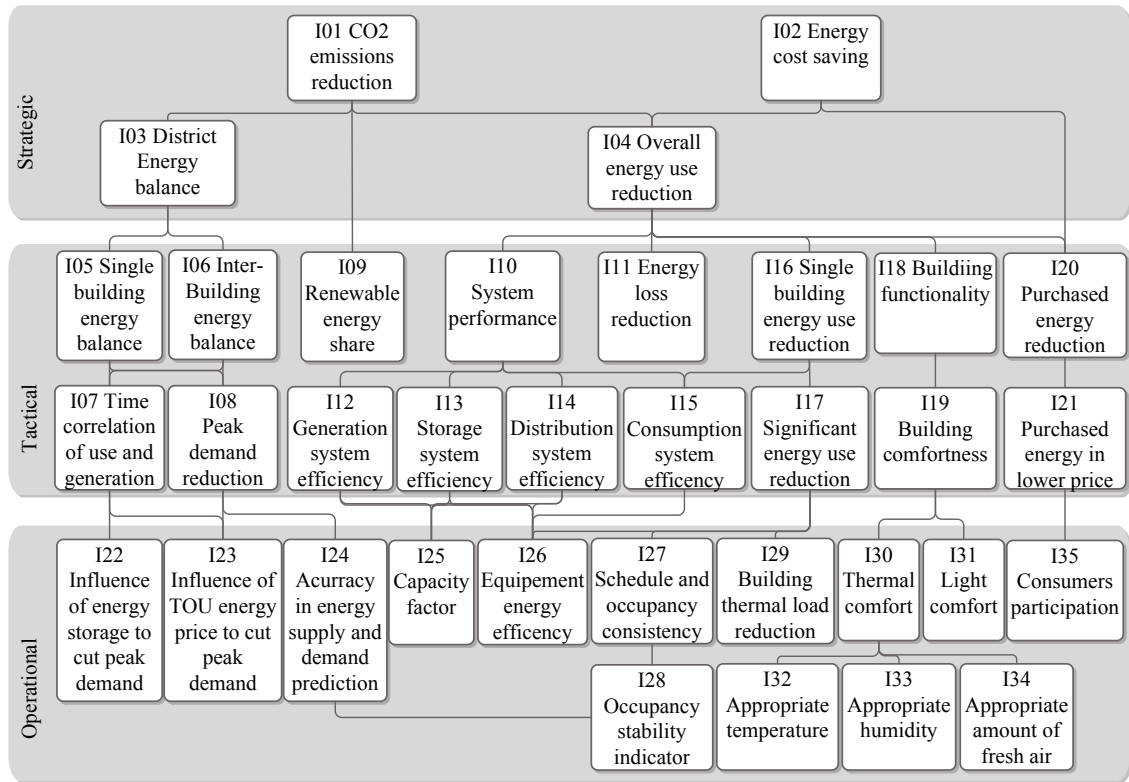 Strategic
I01 CO2
emissions
reduction
I02 Energy
cost saving
I03 District
Energy
balance
I04 Overall
energy use
reduction
Tactical
I05 Single
building
energy
balance
I06 Inter-
Building
energy
balance
I09
Renewable
energy
share
I10
System
performance
I11 Energy
loss
reduction
I16 Single
building
energy use
reduction
I18 Buildiing
functionality
I20
Purchased
energy
reduction
I07 Time
correlation
of use and
generation
I08
Peak
demand
reduction
I12
Generation
system
efficiency
I13
Storage
system
efficiency
I14
Distribution
system
efficiency
I15
Consumption
system
efficency
I17
Significant
energy use
reduction
I19
Building
comfortness
I21
Purchased
energy in
lower price
Operational
I22
Influence
of energy
storage to
cut peak
demand
I23
Influence of
TOU energy
price to cut
peak
demand
I24
Acurracy
in energy
supply and
demand
prediction
I25
Capacity
factor
I26
Equipement
energy
efficency
I27
Schedule and
occupancy
consistency
I29
Building
thermal load
reduction
I30
Thermal
comfort
I31
Light
comfort
I35
Consumers
participation
I28
Occupancy
stability
indicator
I32
Appropriate
temperature
I33
Appropriate
humidity
I34
Appropriate
amount of
fresh air